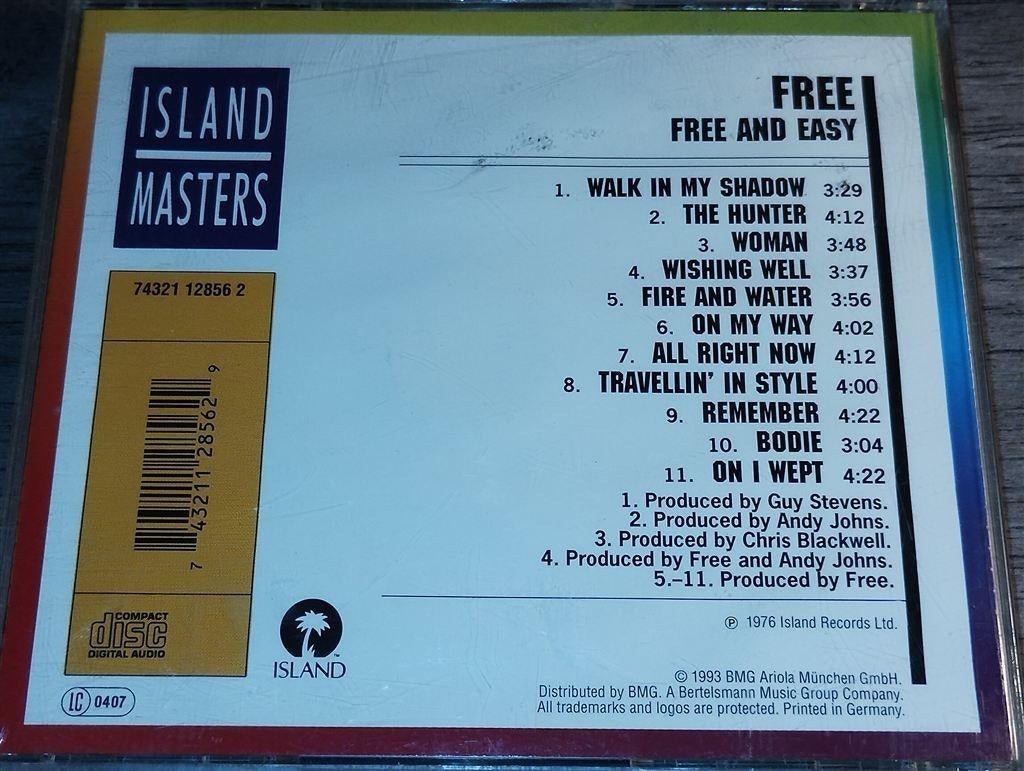 ISLAND
MASTERS
FREE
FREE AND EASY
1. WALK IN MY SHADOW 3:29
2. THE HUNTER 4:12
3. WOMAN 3:48
4. WISHING WELL 3:37
5. FIRE AND WATER 3:56
6. ON MY WAY 4:02
7. ALL RIGHT NOW 4:12
8. TRAVELLIN' IN STYLE 4:00
9. REMEMBER 4:22
10. BODIE 3:04
11. ON I WEPT 4:22
1. Produced by Guy Stevens.
2. Produced by Andy Johns.
3. Produced by Chris Blackwell.
4. Produced by Free and Andy Johns.
5.–11. Produced by Free.
℗ 1976 Island Records Ltd.
© 1993 BMG Ariola München GmbH.
Distributed by BMG. A Bertelsmann Music Group Company.
All trademarks and logos are protected. Printed in Germany.
74321 12856 2
7 43211 28562 9
COMPACT
disc
DIGITAL AUDIO
ISLAND
TM
LC 0407